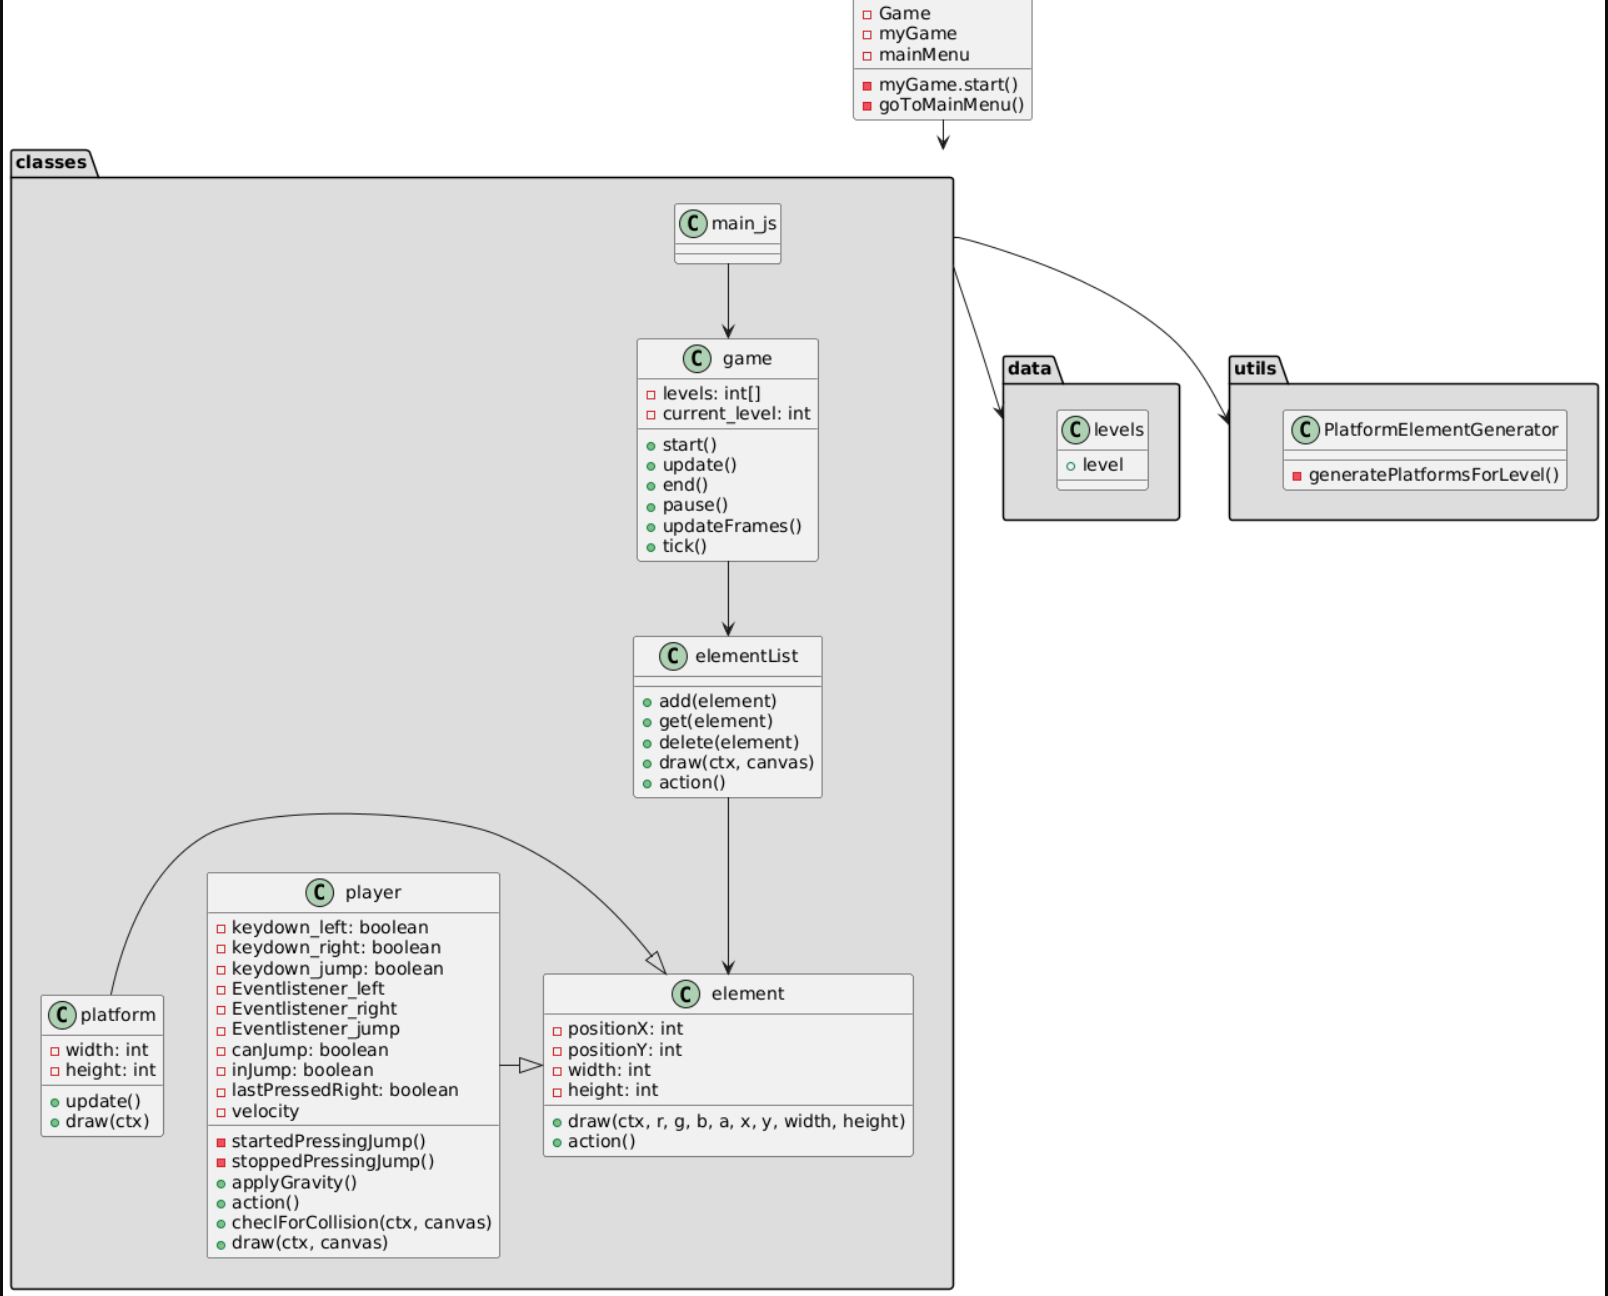 Game
myGame
mainMenu
myGame.start()
goToMainMenu()
classes
main_js
game
levels: int[]
current_level: int
start()
update()
end()
pause()
updateFrames()
tick()
data
levels
level
utils
PlatformElementGenerator
generatePlatformsForLevel()
elementList
add(element)
get(element)
delete(element)
draw(ctx, canvas)
action()
platform
width: int
height: int
update()
draw(ctx)
player
keydown_left: boolean
keydown_right: boolean
keydown_jump: boolean
Eventlistener_left
Eventlistener_right
Eventlistener_jump
canJump: boolean
inJump: boolean
lastPressedRight: boolean
velocity
startedPressingJump()
stoppedPressingJump()
applyGravity()
action()
checlForCollision(ctx, canvas)
draw(ctx, canvas)
element
positionX: int
positionY: int
width: int
height: int
draw(ctx, r, g, b, a, x, y, width, height)
action()